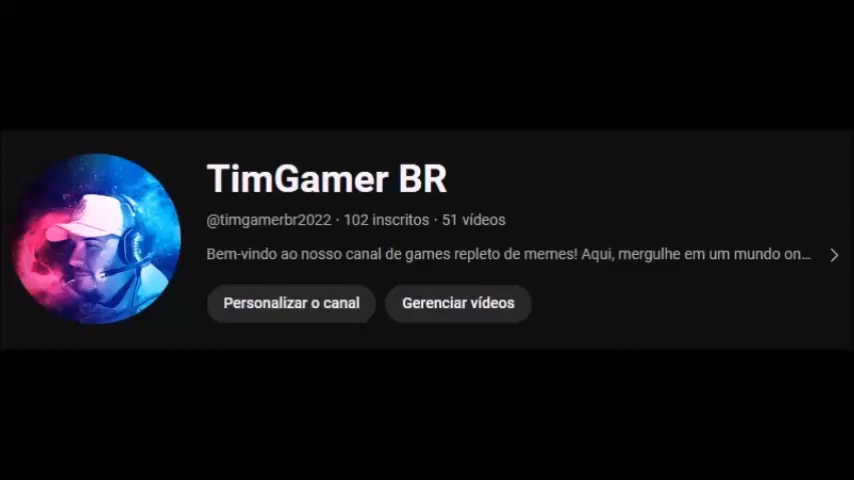 TimGamer BR
@timgamerbr2022 · 102 inscritos · 51 vídeos
Bem-vindo ao nosso canal de games repleto de memes! Aqui, mergulhe em um mundo on...
Personalizar o canal Gerenciar vídeos